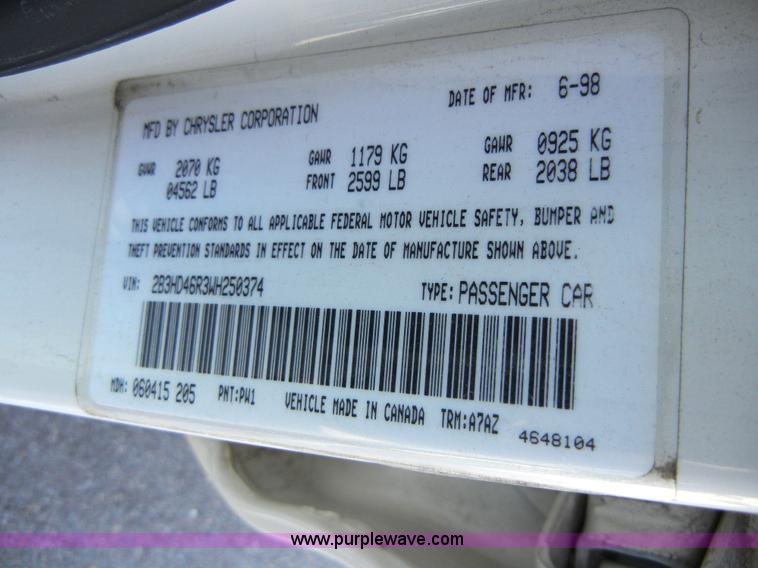 MFD BY CHRYSLER CORPORATION DATE OF MFR: 6-98
GVWR 2070 KG GAWR 1179 KG GAWR 0925 KG
04562 LB FRONT 2599 LB REAR 2038 LB
THIS VEHICLE CONFORMS TO ALL APPLICABLE FEDERAL MOTOR VEHICLE SAFETY, BUMPER AND
THEFT PREVENTION STANDARDS IN EFFECT ON THE DATE OF MANUFACTURE SHOWN ABOVE.
VIN: 2B3HD46R3WH250374 TYPE: PASSENGER CAR
MDH: 060415 205 PNT:PW1 VEHICLE MADE IN CANADA TRM:A7AZ 4648104
www.purplewave.com